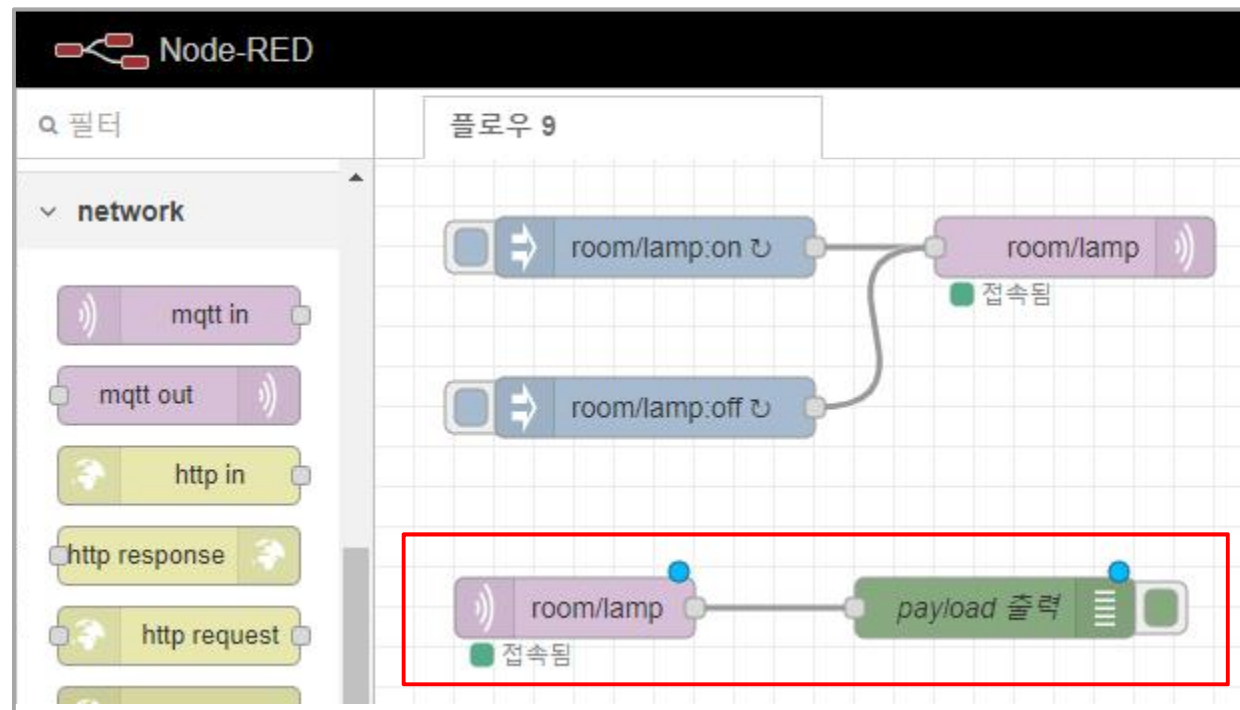 Node-RED
필터
network
mqtt in
mqtt out
http in
http response
http request
플로우 9
room/lamp:on ↻
room/lamp
접속됨
room/lamp:off ↻
room/lamp
payload 출력
접속됨